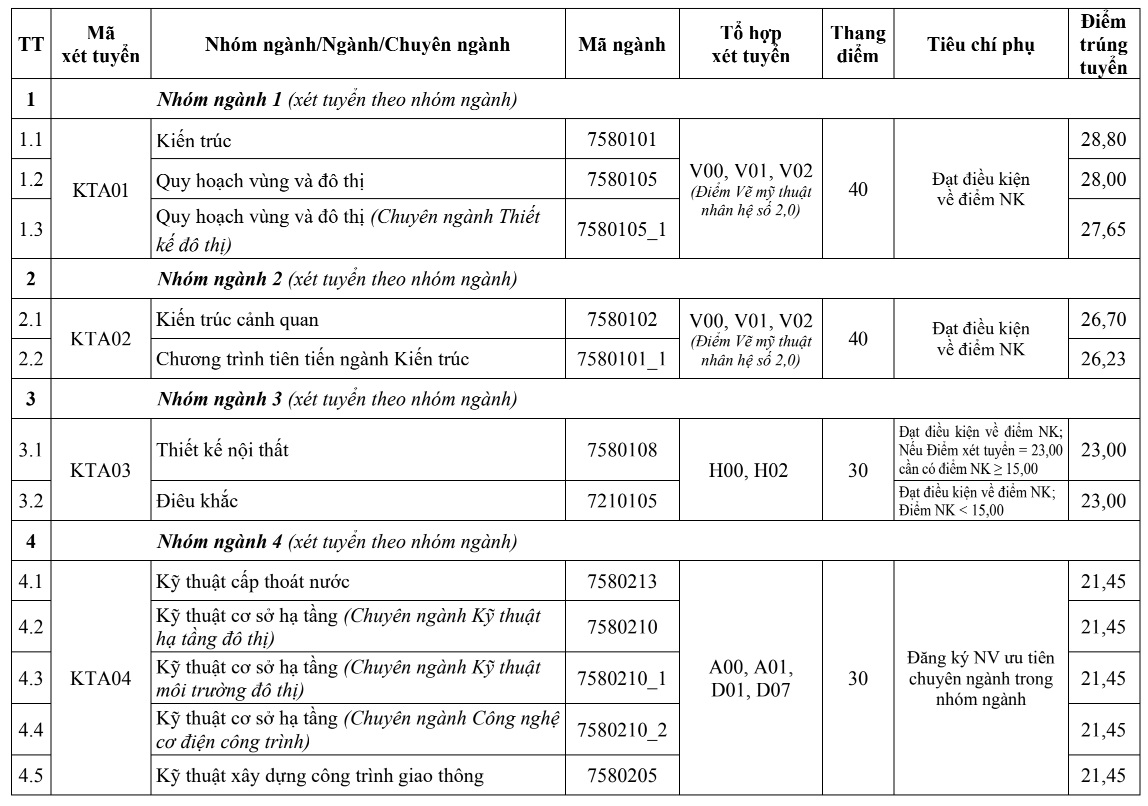 TT
Mã
xét tuyển
Nhóm ngành/Ngành/Chuyên ngành
Mã ngành
Tổ hợp
xét tuyển
Thang
điểm
Tiêu chí phụ
Điểm
trúng
tuyển
1
Nhóm ngành 1 (xét tuyển theo nhóm ngành)
KTA01
V00, V01, V02
(Điểm Vẽ mỹ thuật
nhân hệ số 2,0)
40
Đạt điều kiện
về điểm NK
1.1
Kiến trúc
7580101
28,80
1.2
Quy hoạch vùng và đô thị
7580105
28,00
1.3
Quy hoạch vùng và đô thị (Chuyên ngành Thiết
kế đô thị)
7580105_1
27,65
2
Nhóm ngành 2 (xét tuyển theo nhóm ngành)
KTA02
V00, V01, V02
(Điểm Vẽ mỹ thuật
nhân hệ số 2,0)
40
Đạt điều kiện
về điểm NK
2.1
Kiến trúc cảnh quan
7580102
26,70
2.2
Chương trình tiên tiến ngành Kiến trúc
7580101_1
26,23
3
Nhóm ngành 3 (xét tuyển theo nhóm ngành)
KTA03
H00, H02
30
3.1
Thiết kế nội thất
7580108
Đạt điều kiện về điểm NK;
Nếu Điểm xét tuyển = 23,00
cần có điểm NK ≥ 15,00
23,00
3.2
Điêu khắc
7210105
Đạt điều kiện về điểm NK;
Điểm NK < 15,00
23,00
4
Nhóm ngành 4 (xét tuyển theo nhóm ngành)
KTA04
A00, A01,
D01, D07
30
Đăng ký NV ưu tiên
chuyên ngành trong
nhóm ngành
4.1
Kỹ thuật cấp thoát nước
7580213
21,45
4.2
Kỹ thuật cơ sở hạ tầng (Chuyên ngành Kỹ thuật
hạ tầng đô thị)
7580210
21,45
4.3
Kỹ thuật cơ sở hạ tầng (Chuyên ngành Kỹ thuật
môi trường đô thị)
7580210_1
21,45
4.4
Kỹ thuật cơ sở hạ tầng (Chuyên ngành Công nghệ
cơ điện công trình)
7580210_2
21,45
4.5
Kỹ thuật xây dựng công trình giao thông
7580205
21,45